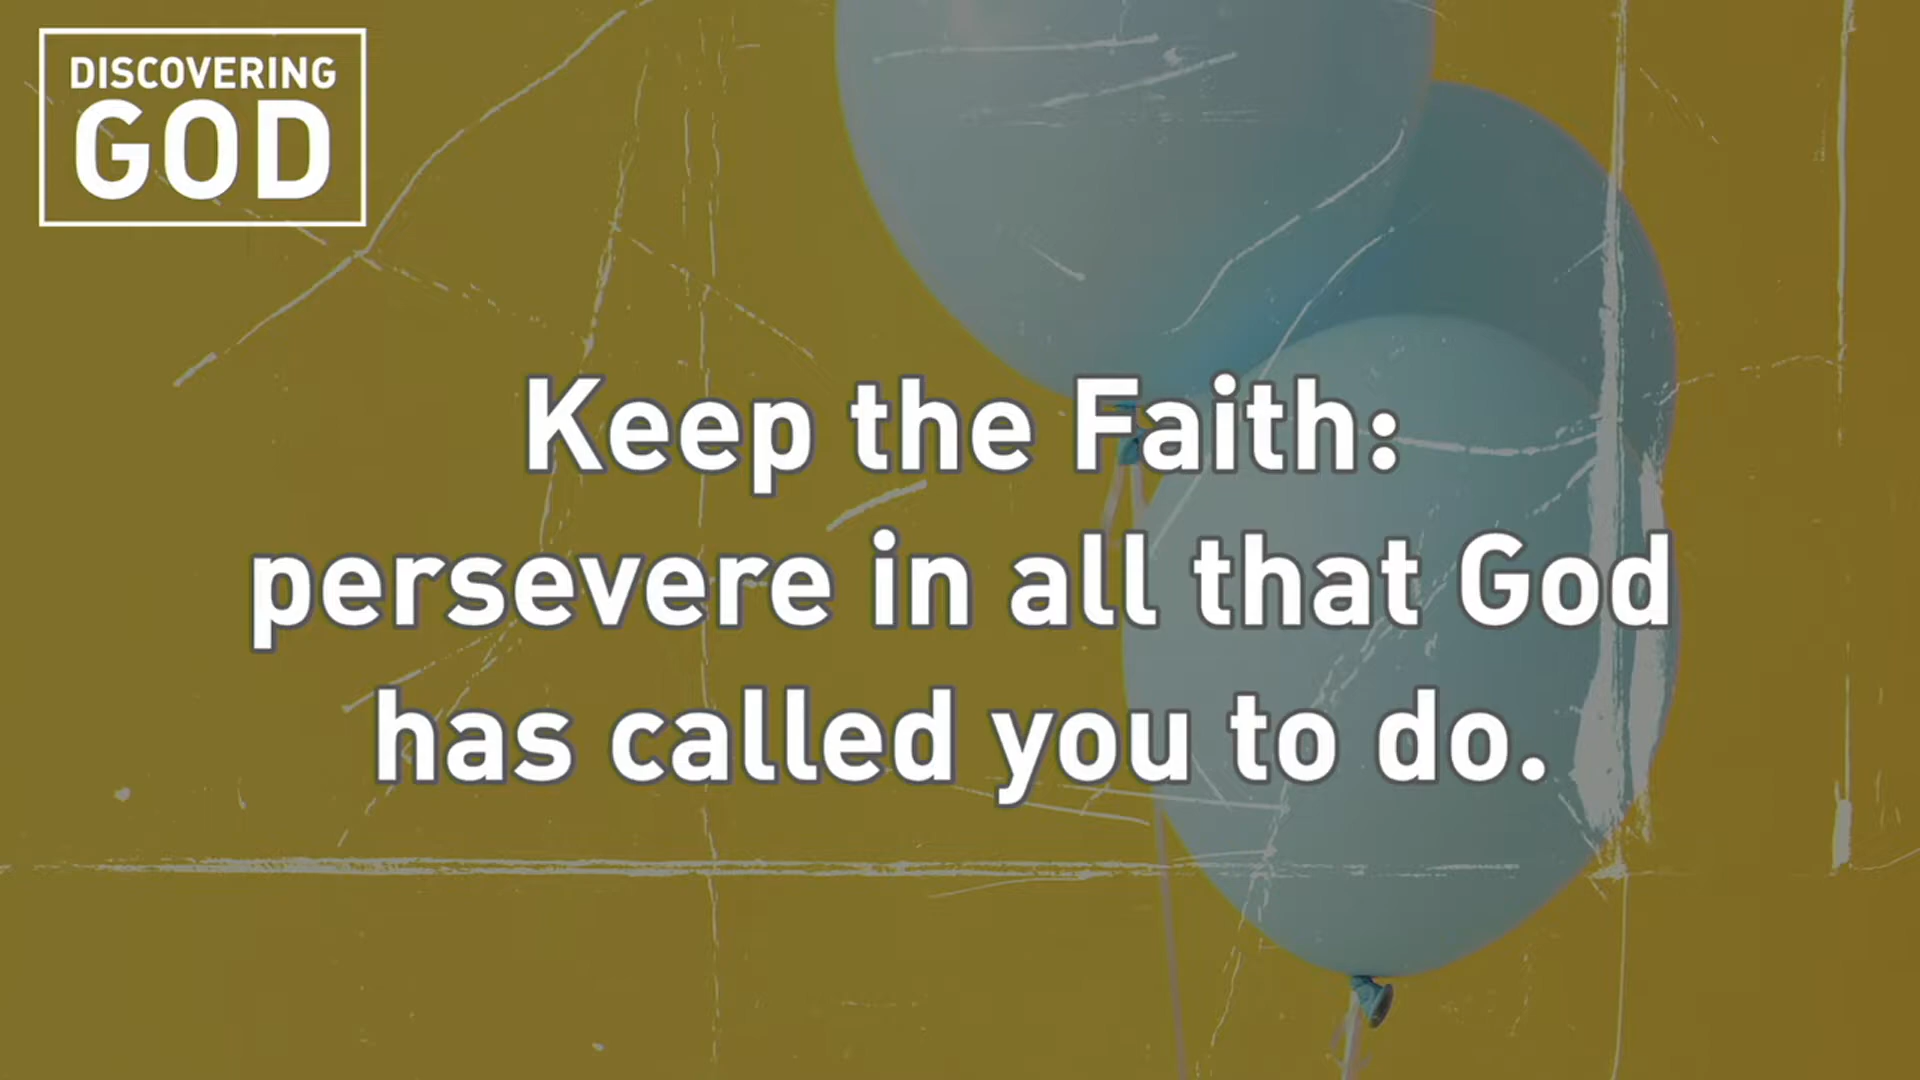 DISCOVERING
GOD
Keep the Faith:
persevere in all that God
has called you to do.